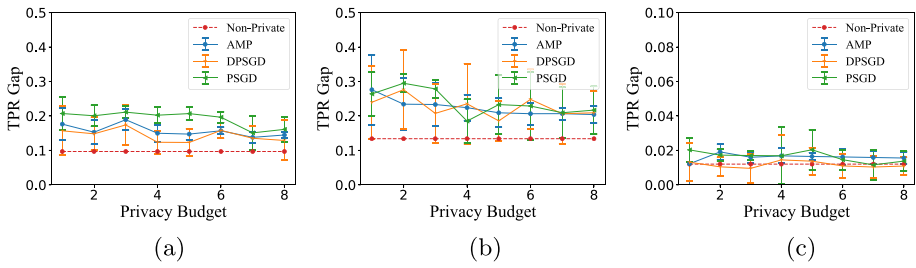 0.5
0.4
0.3
0.2
0.1
0.0
TPR Gap
2 4 6 8
Privacy Budget
Non-Private
AMP
DPSGD
PSGD
(a)
0.5
0.4
0.3
0.2
0.1
0.0
TPR Gap
2 4 6 8
Privacy Budget
Non-Private
AMP
DPSGD
PSGD
(b)
0.10
0.08
0.06
0.04
0.02
0.00
TPR Gap
2 4 6 8
Privacy Budget
Non-Private
AMP
DPSGD
PSGD
(c)